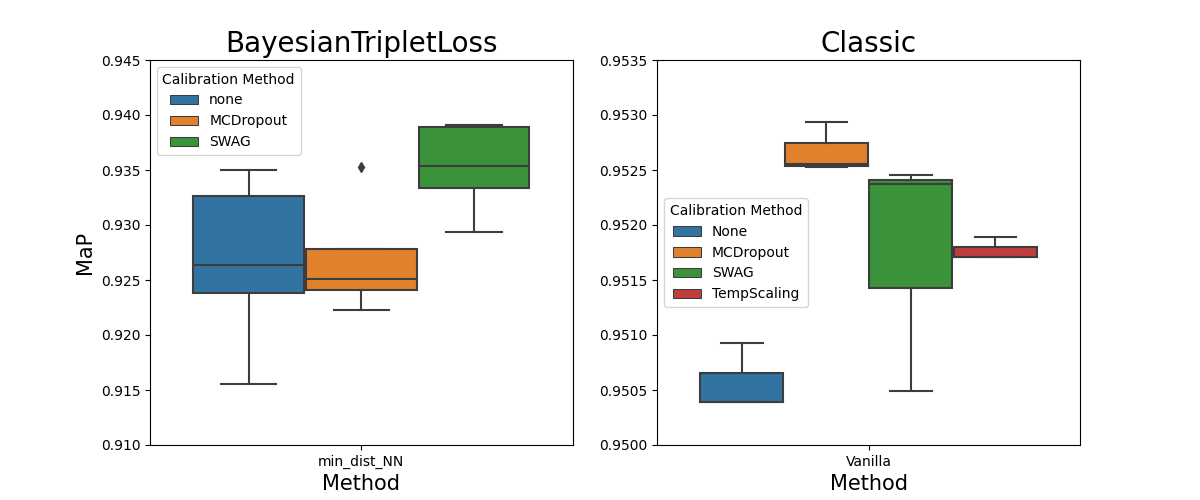 BayesianTripletLoss
0.945
0.940
0.935
0.930
0.925
0.920
0.915
0.910
MaP
Calibration Method
none
MCDropout
SWAG
min_dist_NN
Method
Classic
0.9535
0.9530
0.9525
0.9520
0.9515
0.9510
0.9505
0.9500
Calibration Method
None
MCDropout
SWAG
TempScaling
Vanilla
Method